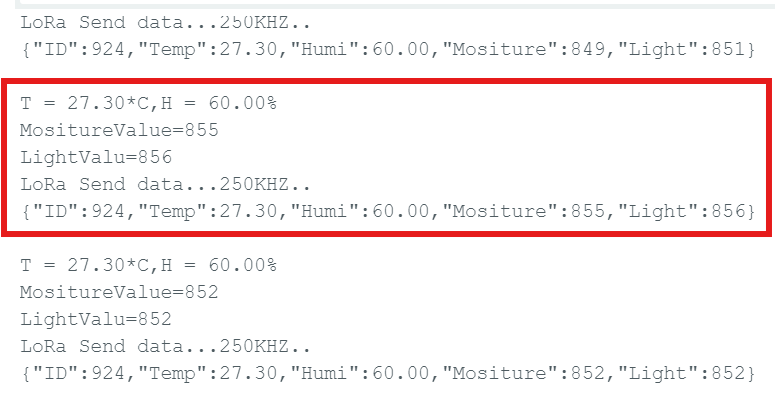 LoRa Send data...250KHZ..
{"ID":924,"Temp":27.30,"Humi":60.00,"Mositure":849,"Light":851}
T = 27.30*C,H = 60.00%
MositureValue=855
LightValu=856
LoRa Send data...250KHZ..
{"ID":924,"Temp":27.30,"Humi":60.00,"Mositure":855,"Light":856}
T = 27.30*C,H = 60.00%
MositureValue=852
LightValu=852
LoRa Send data...250KHZ..
{"ID":924,"Temp":27.30,"Humi":60.00,"Mositure":852,"Light":852}